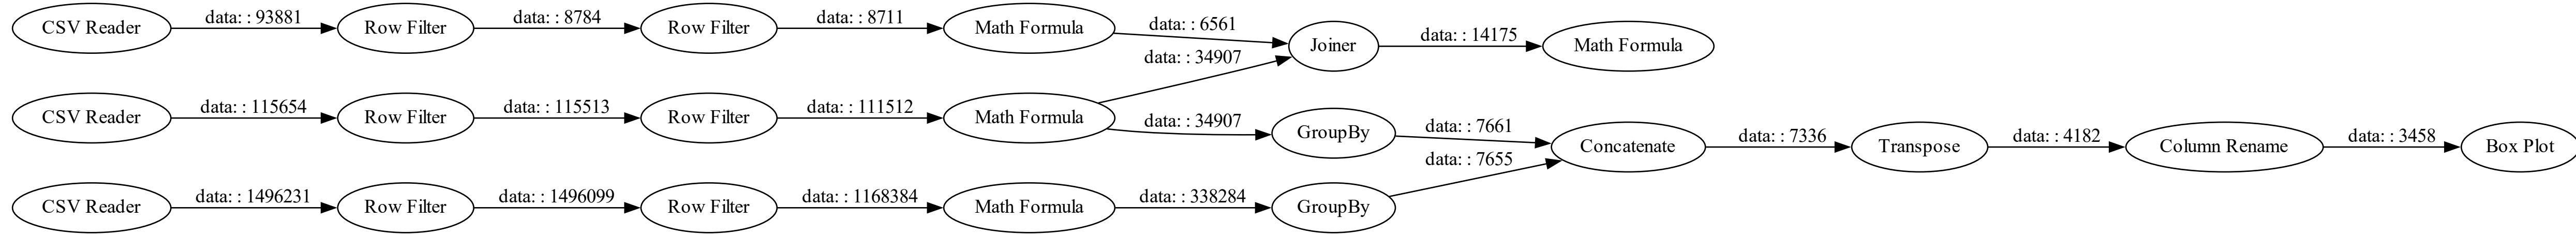 CSV Reader data: : 93881 Row Filter data: : 8784 Row Filter data: : 8711 Math Formula data: : 6561 Joiner data: : 14175 Math Formula
data: : 34907
CSV Reader data: : 115654 Row Filter data: : 115513 Row Filter data: : 111512 Math Formula data: : 34907 GroupBy data: : 7661 Concatenate data: : 7336 Transpose data: : 4182 Column Rename data: : 3458 Box Plot
data: : 7655
CSV Reader data: : 1496231 Row Filter data: : 1496099 Row Filter data: : 1168384 Math Formula data: : 338284 GroupBy